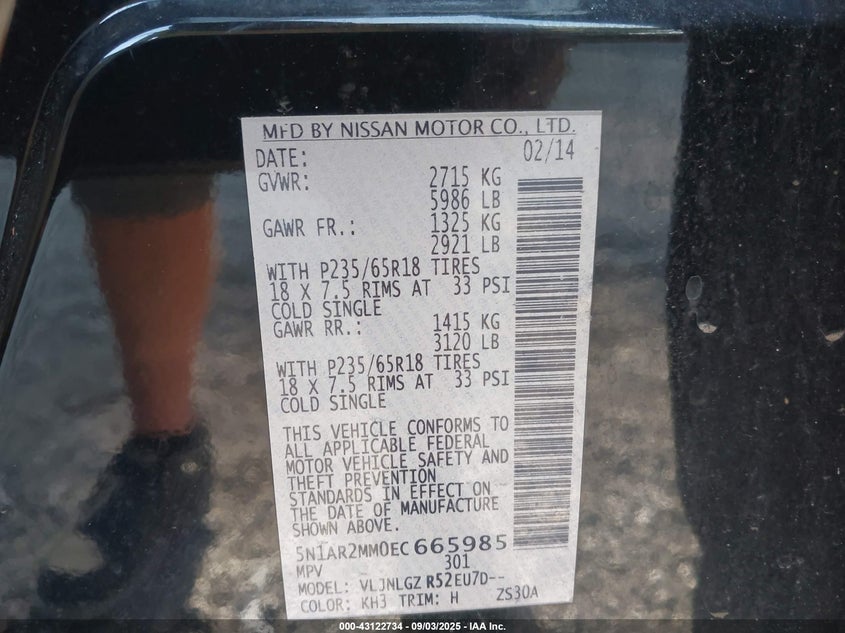 MFD BY NISSAN MOTOR CO., LTD.
DATE: 02/14
GVWR: 2715 KG
5986 LB
GAWR FR.: 1325 KG
2921 LB
WITH P235/65R18 TIRES
18 X 7.5 RIMS AT 33 PSI
COLD SINGLE
GAWR RR.: 1415 KG
3120 LB
WITH P235/65R18 TIRES
18 X 7.5 RIMS AT 33 PSI
COLD SINGLE
THIS VEHICLE CONFORMS TO
ALL APPLICABLE FEDERAL
MOTOR VEHICLE SAFETY AND
THEFT PREVENTION
STANDARDS IN EFFECT ON
THE DATE OF MANUFACTURE
SHOWN ABOVE.
5N1AR2MM0EC665985
MPV 301
MODEL: VLJNLGZ R52EU7D--
COLOR: KH3 TRIM: H ZS30A
000-43122734 - 09/03/2025 - IAA Inc.